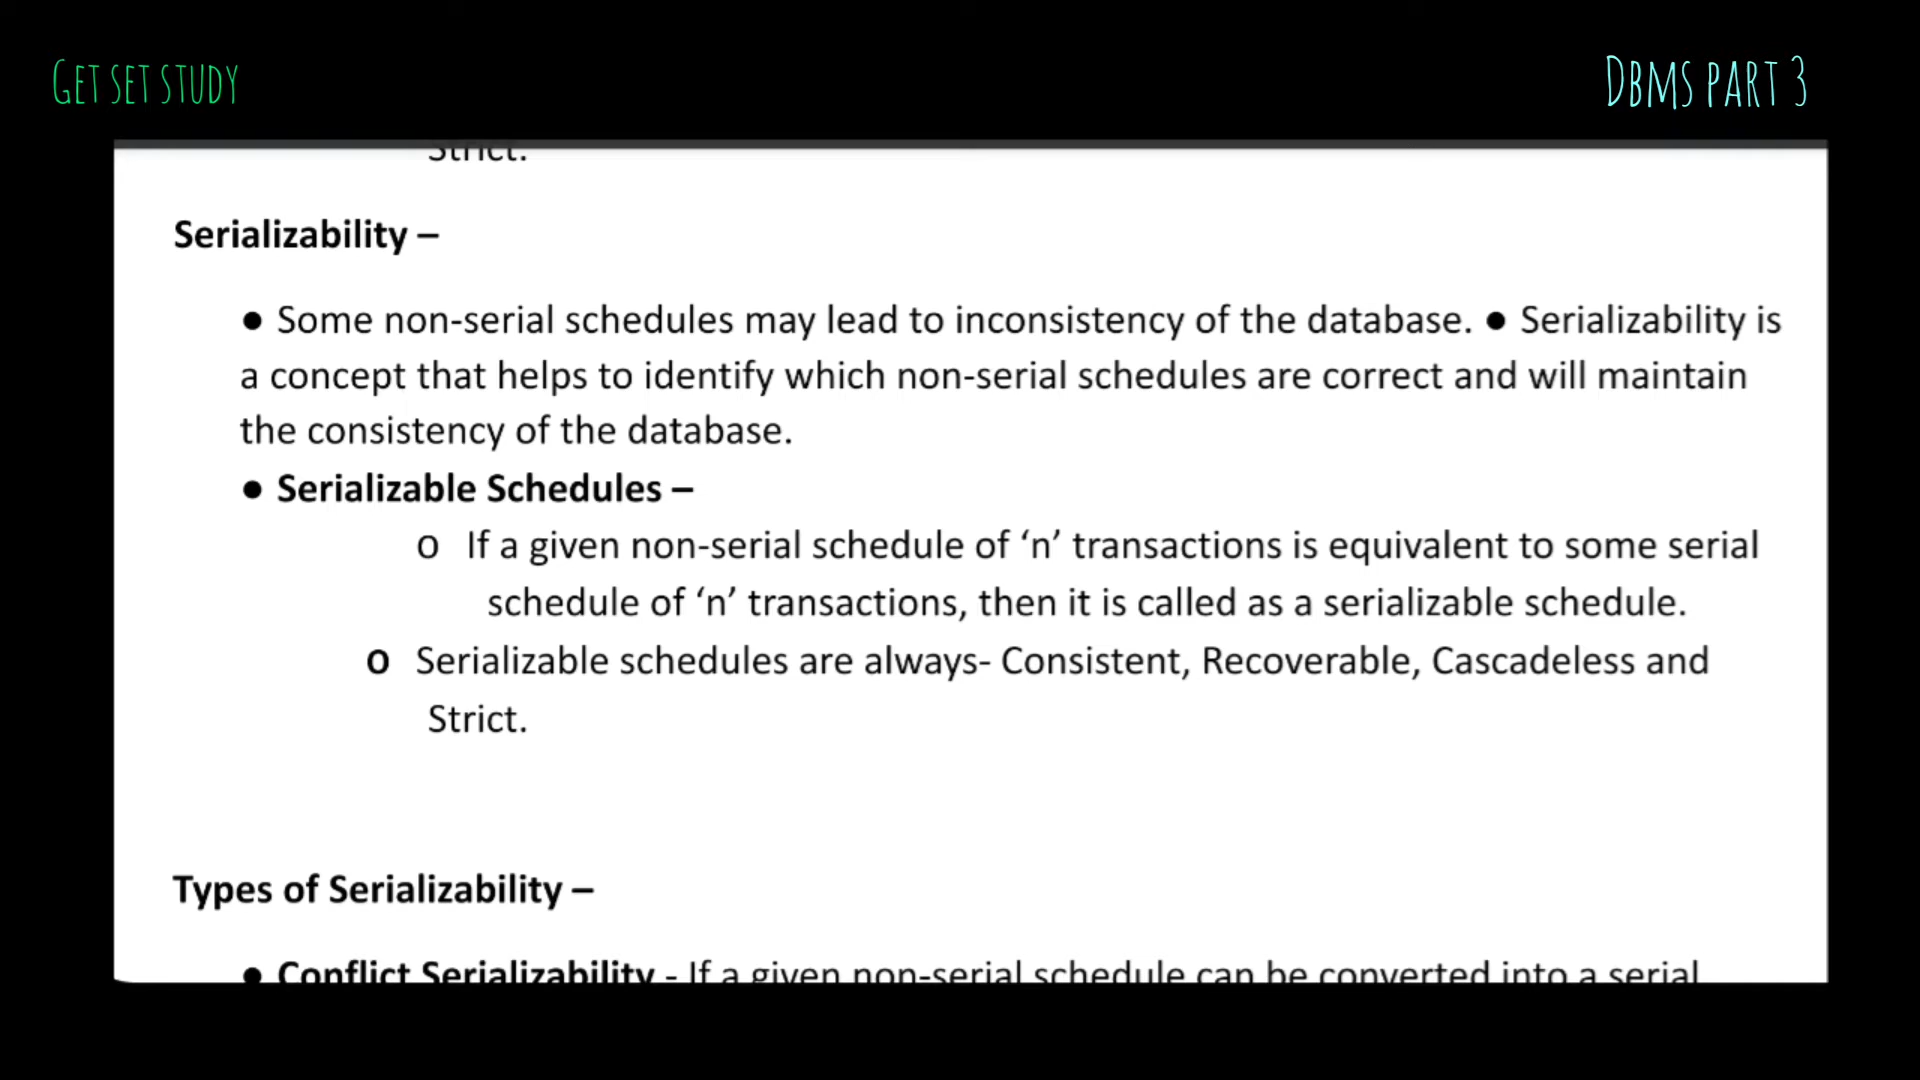 GET SET STUDY
DBMS PART 3
Strict.
Serializability –
● Some non-serial schedules may lead to inconsistency of the database. ● Serializability is
a concept that helps to identify which non-serial schedules are correct and will maintain
the consistency of the database.
● Serializable Schedules –
o If a given non-serial schedule of ‘n’ transactions is equivalent to some serial
schedule of ‘n’ transactions, then it is called as a serializable schedule.
o Serializable schedules are always- Consistent, Recoverable, Cascadeless and
Strict.
Types of Serializability –
● Conflict Serializability - If a given non-serial schedule can be converted into a serial